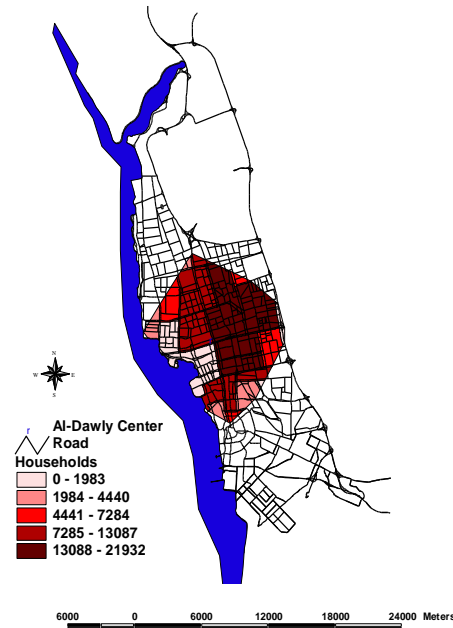 N
W E
S
r Al-Dawly Center
Road
Households
0 - 1983
1984 - 4440
4441 - 7284
7285 - 13087
13088 - 21932
6000 0 6000 12000 18000 24000 Meters